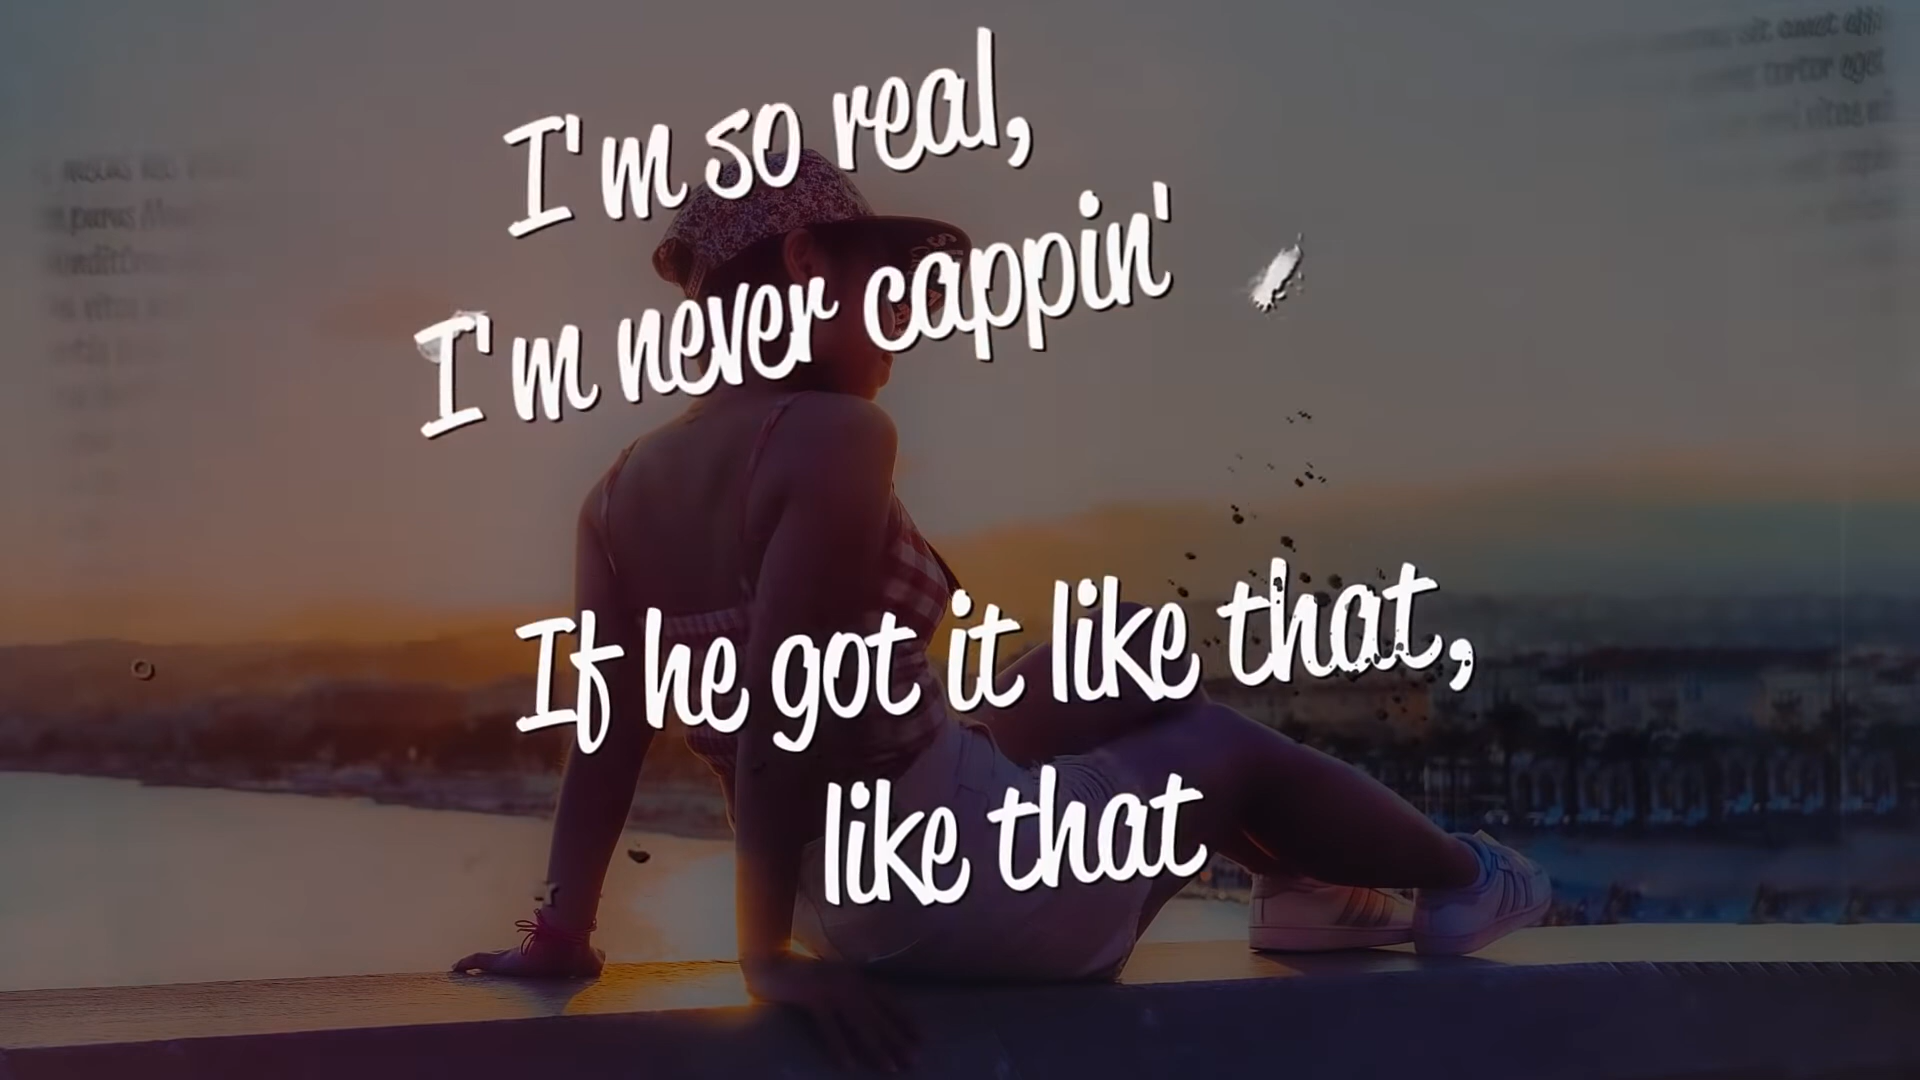 I'm so real,
I'm never cappin'
If he got it like that,
like that